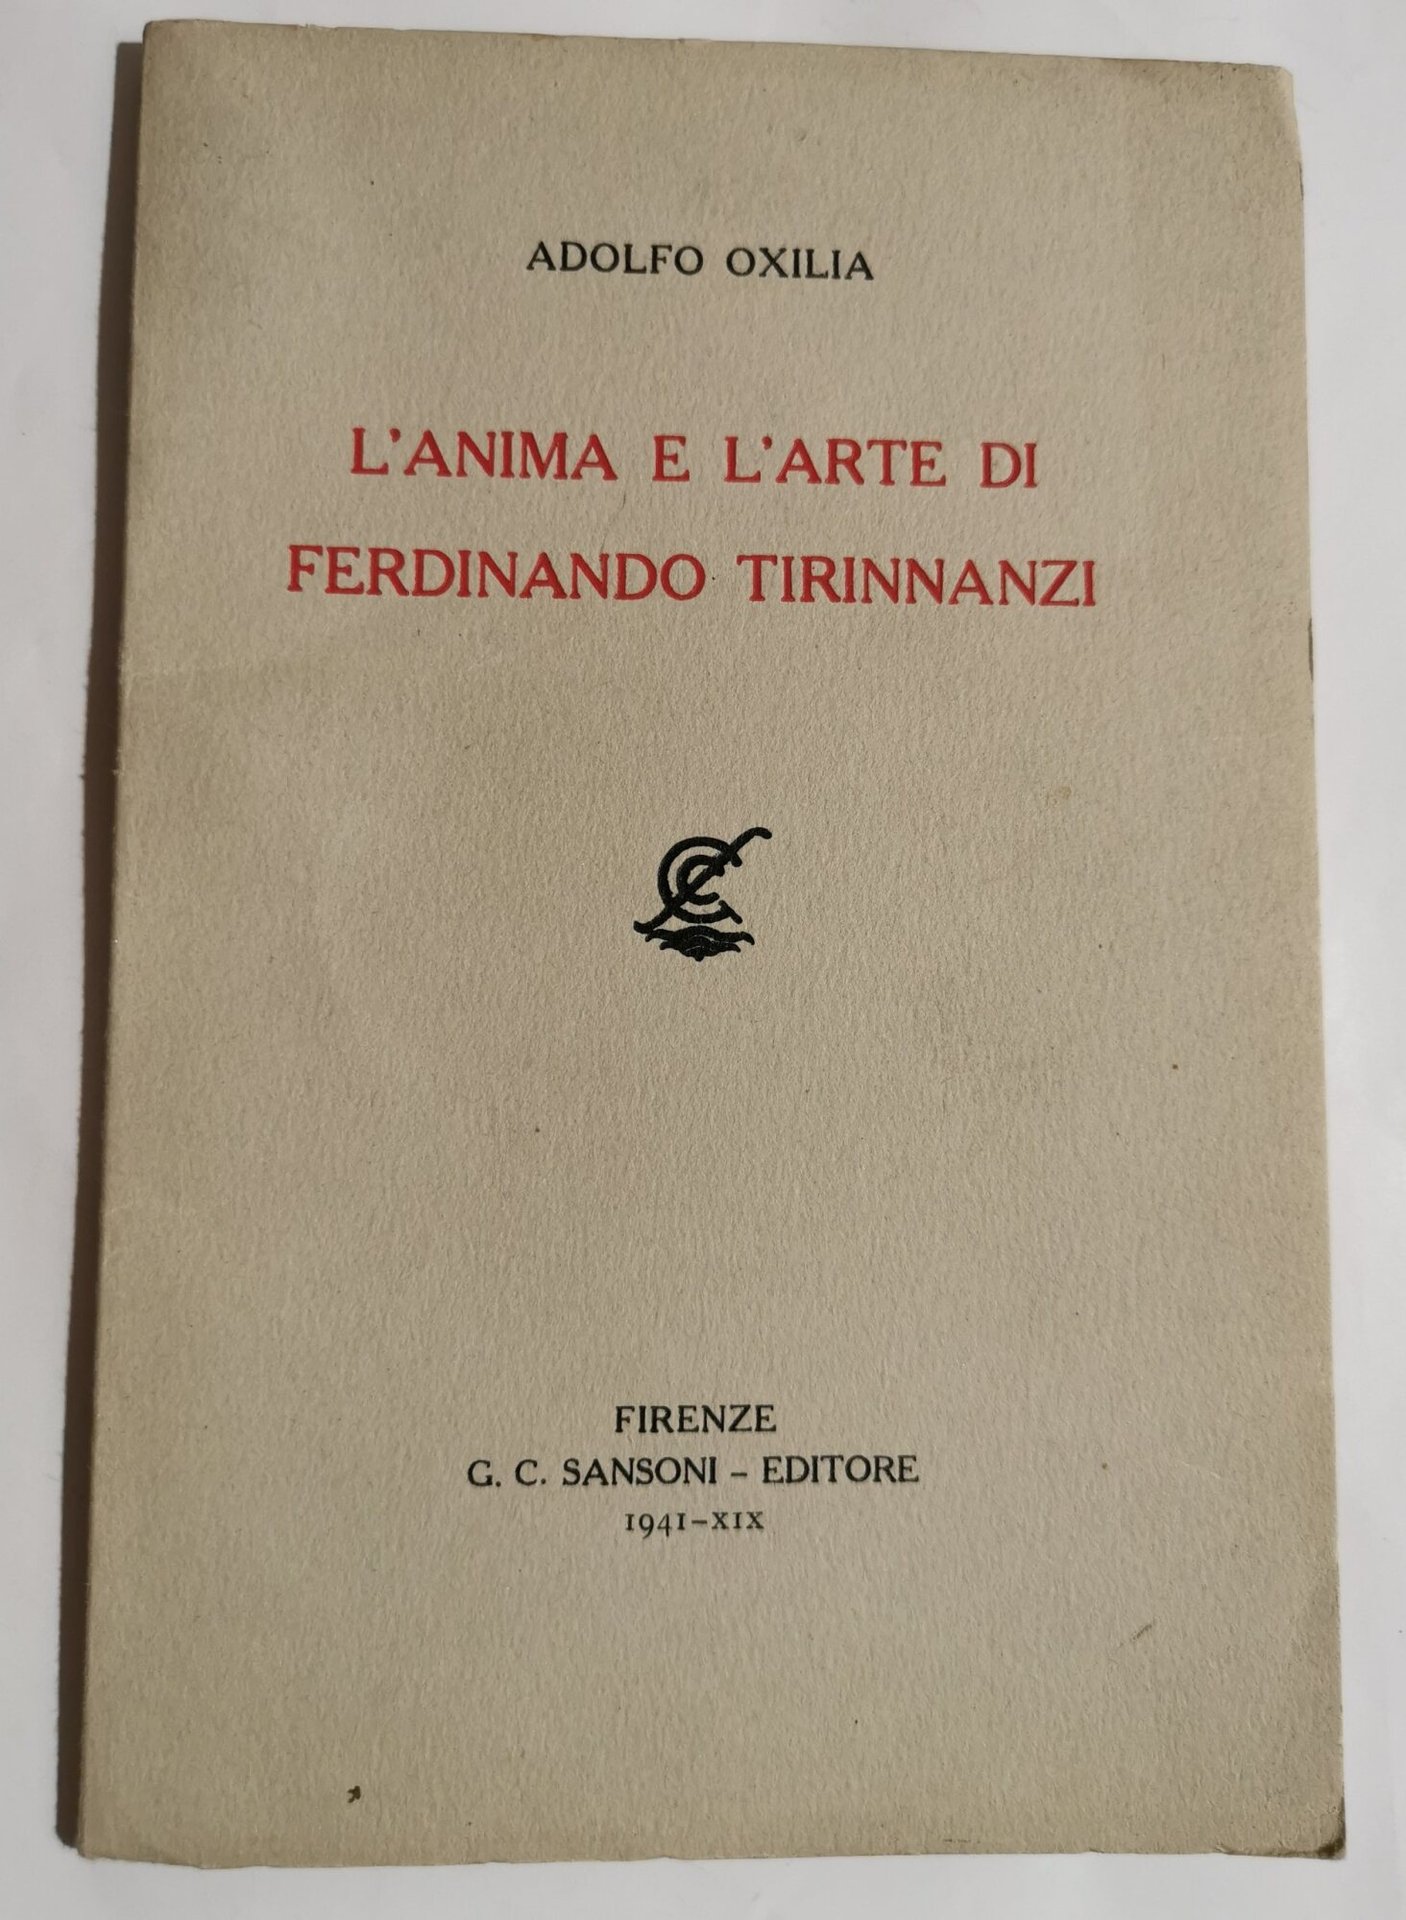 ADOLFO OXILIA
L'ANIMA E L'ARTE DI
FERDINANDO TIRINNANZI
FIRENZE
G. C. SANSONI – EDITORE
1941–XIX